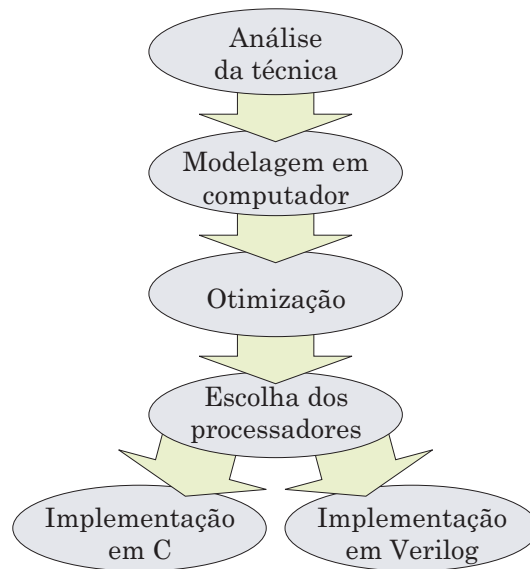 Análise
da técnica
Modelagem em
computador
Otimização
Escolha dos
processadores
Implementação
em C
Implementação
em Verilog